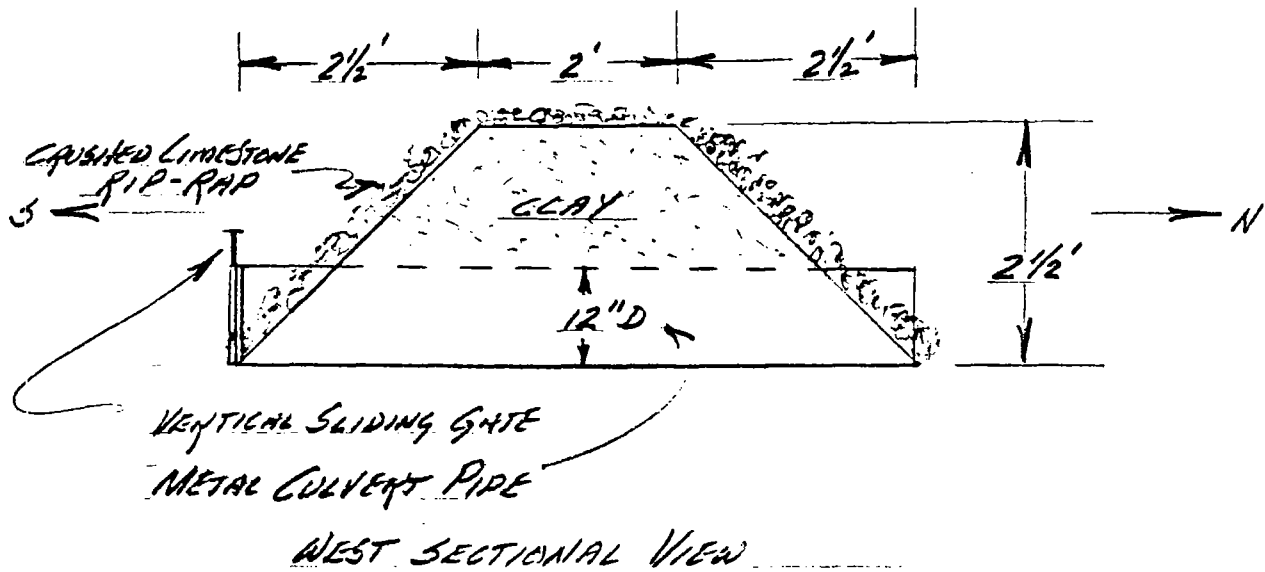 2½' 2' 2½'
CRUSHED LIMESTONE
RIP-RAP
S
CLAY
N
2½'
12"D
VERTICAL SLIDING GATE
METAL CULVERT PIPE
WEST SECTIONAL VIEW